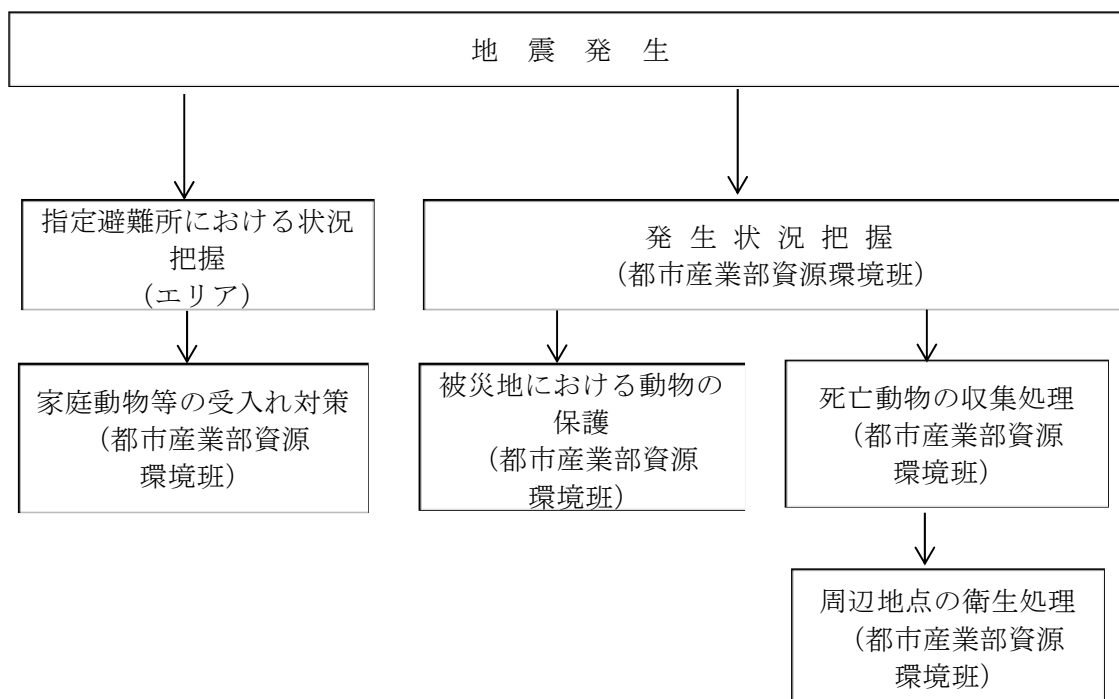 地　震　発　生
指定避難所における状況
把握
（エリア）
発 生 状 況 把 握
（都市産業部資源環境班）
家庭動物等の受入れ対策
（都市産業部資源
環境班）
被災地における動物の
保護
（都市産業部資源
環境班）
死亡動物の収集処理
（都市産業部資源
環境班）
周辺地点の衛生処理
（都市産業部資源
環境班）